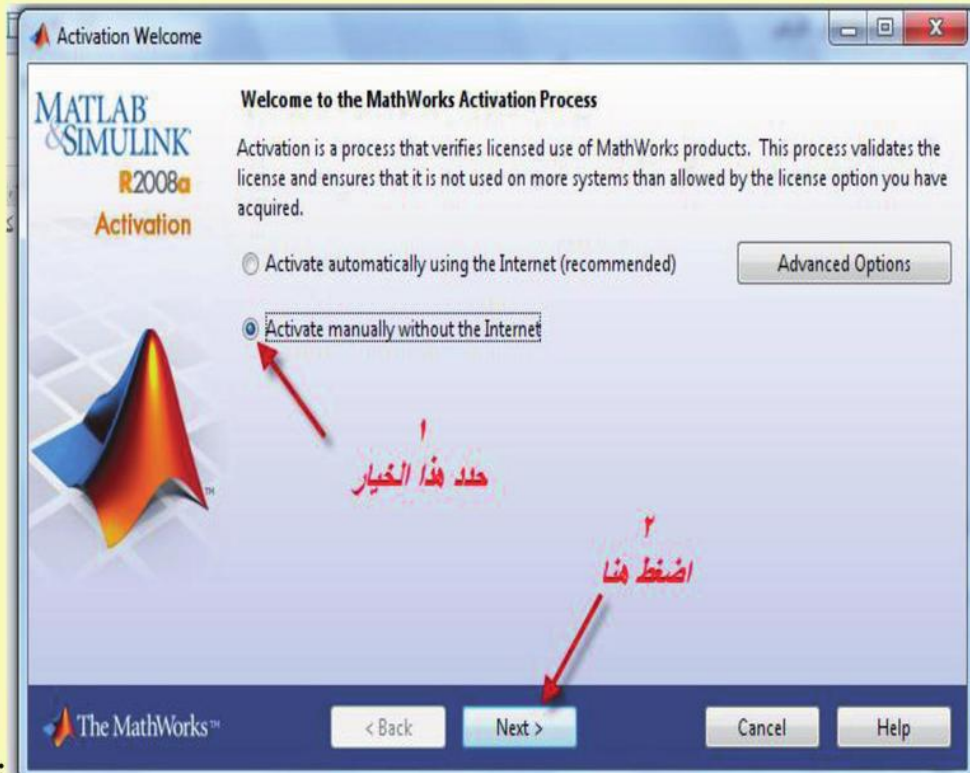 Activation Welcome
MATLAB
&SIMULINK
R2008a
Activation
Welcome to the MathWorks Activation Process
Activation is a process that verifies licensed use of MathWorks products. This process validates the
license and ensures that it is not used on more systems than allowed by the license option you have
acquired.
Activate automatically using the Internet (recommended)
Advanced Options
Activate manually without the Internet
١
حدد هذا الخيار
٢
اضغط هنا
TM
The MathWorks™
< Back
Next >
Cancel
Help